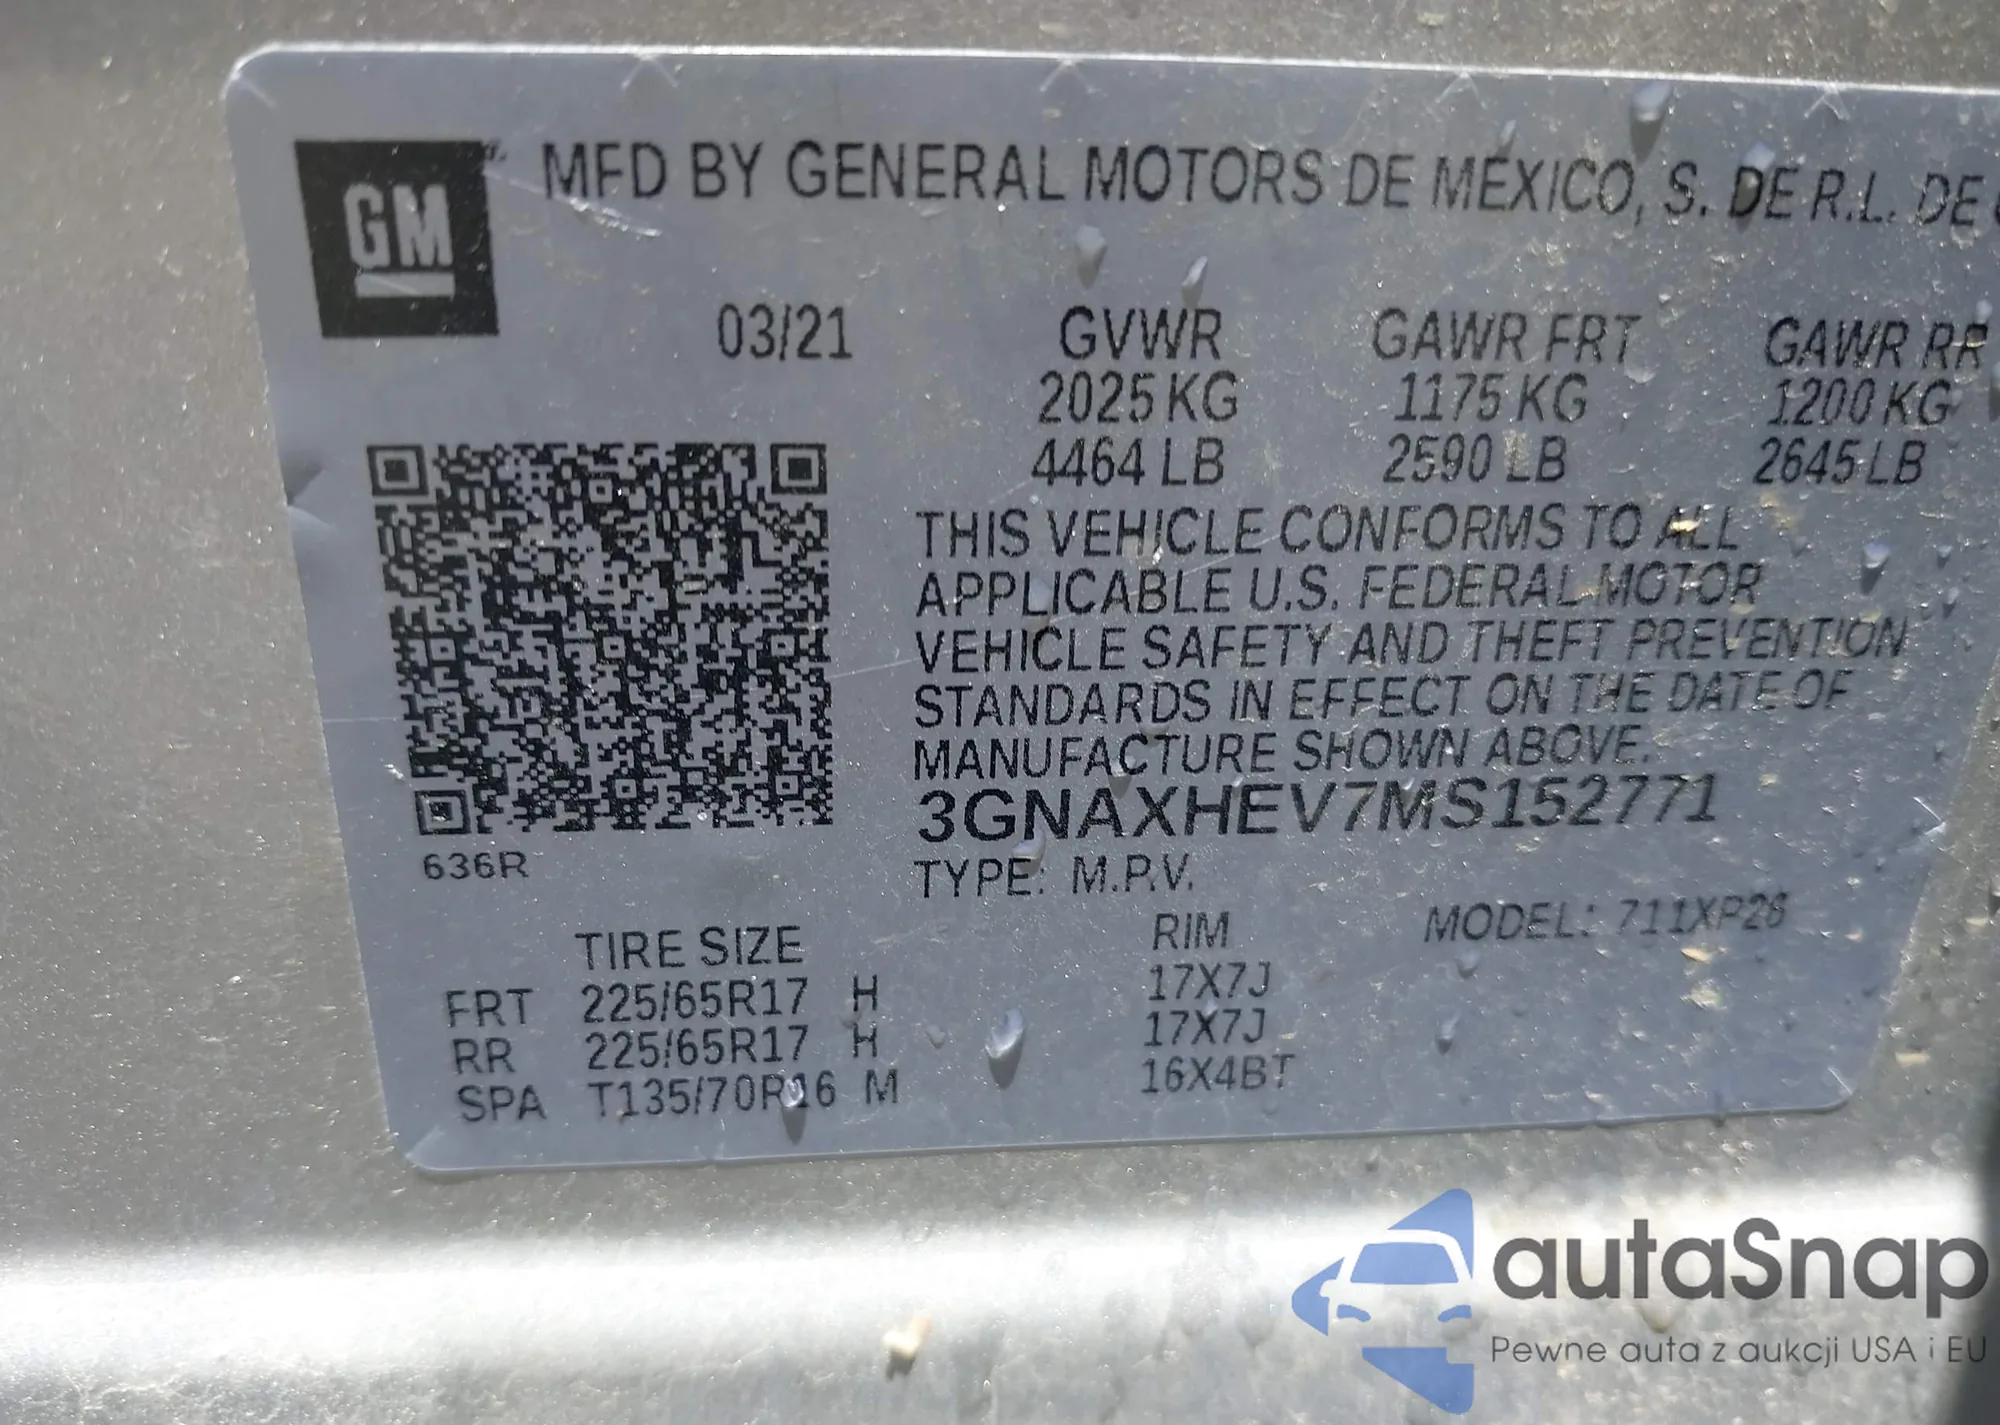 GM
MFD BY GENERAL MOTORS DE MÉXICO, S. DE R.L. DE
03/21
GVWR
GAWR FRT
GAWR RR
2025 KG
1175 KG
1200 KG
4464 LB
2590 LB
2645 LB
THIS VEHICLE CONFORMS TO ALL
APPLICABLE U.S. FEDERAL MOTOR
VEHICLE SAFETY AND THEFT PREVENTION
STANDARDS IN EFFECT ON THE DATE OF
MANUFACTURE SHOWN ABOVE.
3GNAXHEV7MS152771
636R
TYPE: M.P.V.
MODEL: 711XP26
TIRE SIZE
RIM
FRT 225/65R17 H 17X7J
RR 225/65R17 H 17X7J
SPA T135/70R16 M 16X4BT
autaSnap
Pewne auta z aukcji USA i EU